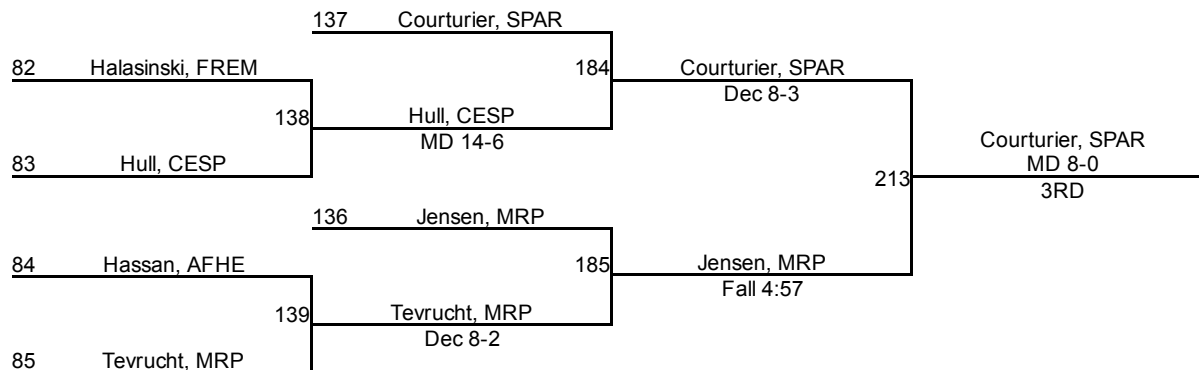 137 Courturier, SPAR
82 Halasinski, FREM
184 Courturier, SPAR
Dec 8-3
138 Hull, CESP
MD 14-6
83 Hull, CESP
Courturier, SPAR
MD 8-0
213
3RD
136 Jensen, MRP
84 Hassan, AFHE
185 Jensen, MRP
Fall 4:57
139 Tevrucht, MRP
Dec 8-2
85 Tevrucht, MRP